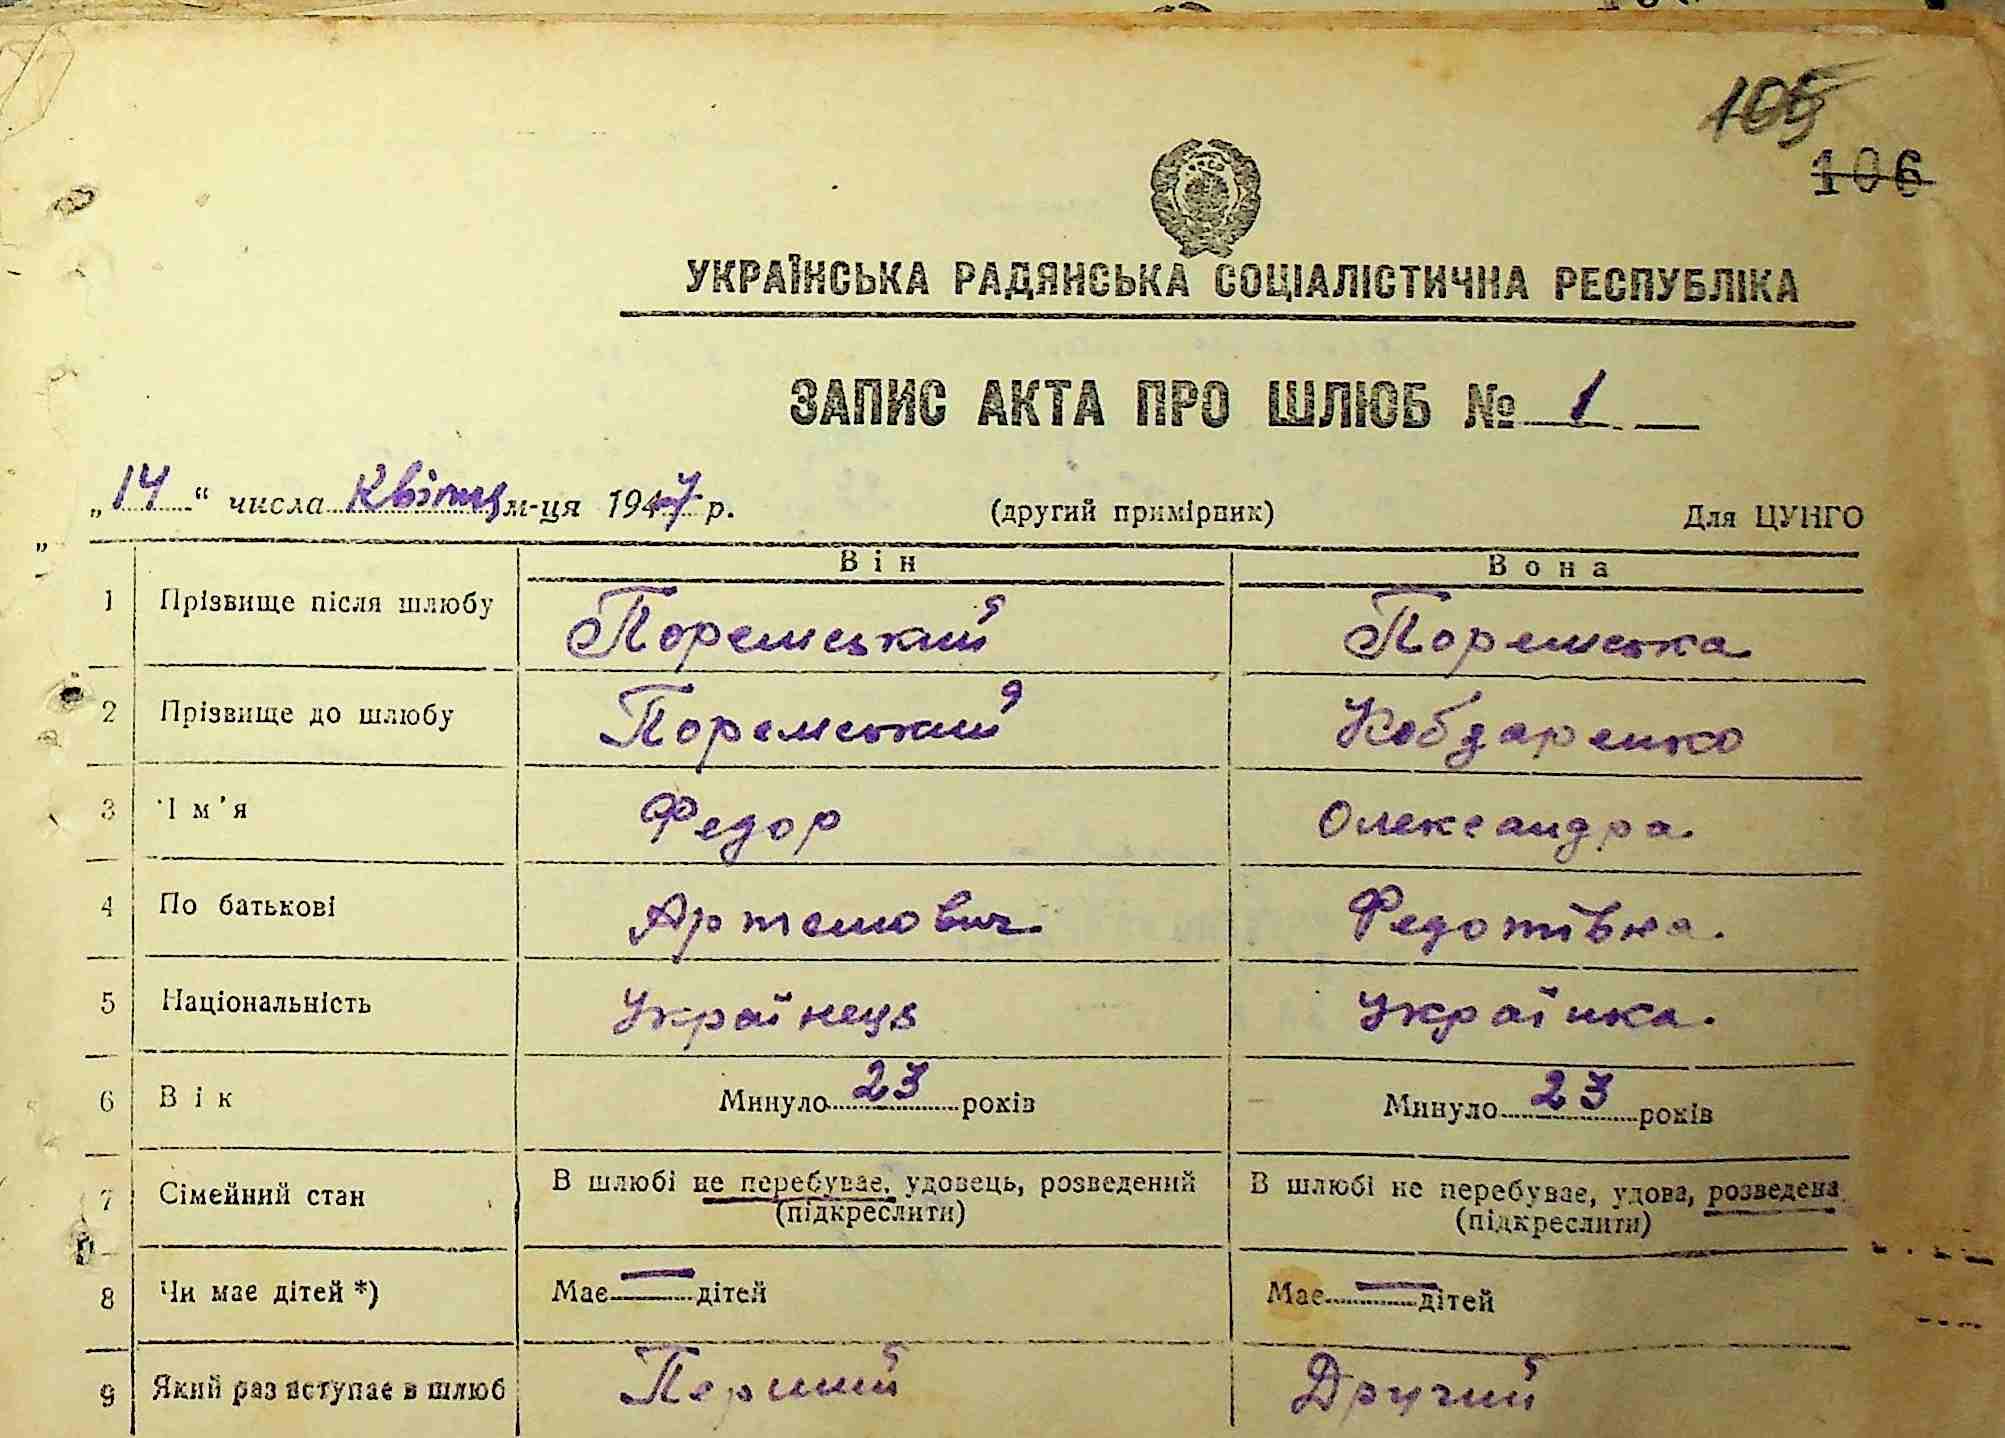 105
106
УКРАЇНСЬКА РАДЯНСЬКА СОЦІАЛІСТИЧНА РЕСПУБЛІКА
ЗАПИС АКТА ПРО ШЛЮБ № 1
„14“ числа Квітня м-ця 1947 р. (другий примірник) Для ЦУНГО
Він Вона
1 Прізвище після шлюбу Поремський Поремська
2 Прізвище до шлюбу Поремський Кобдаренко
3 Ім'я Федор Олександра.
4 По батькові Артемович. Федотівна.
5 Національність Українець Українка.
6 Вік Минуло 23 років Минуло 23 років
7 Сімейний стан В шлюбі не перебуває, удовець, розведений В шлюбі не перебуває, удова, розведена
(підкреслити) (підкреслити)
8 Чи має дітей *) Має — дітей Має — дітей
9 Який раз вступає в шлюб Перший Другий